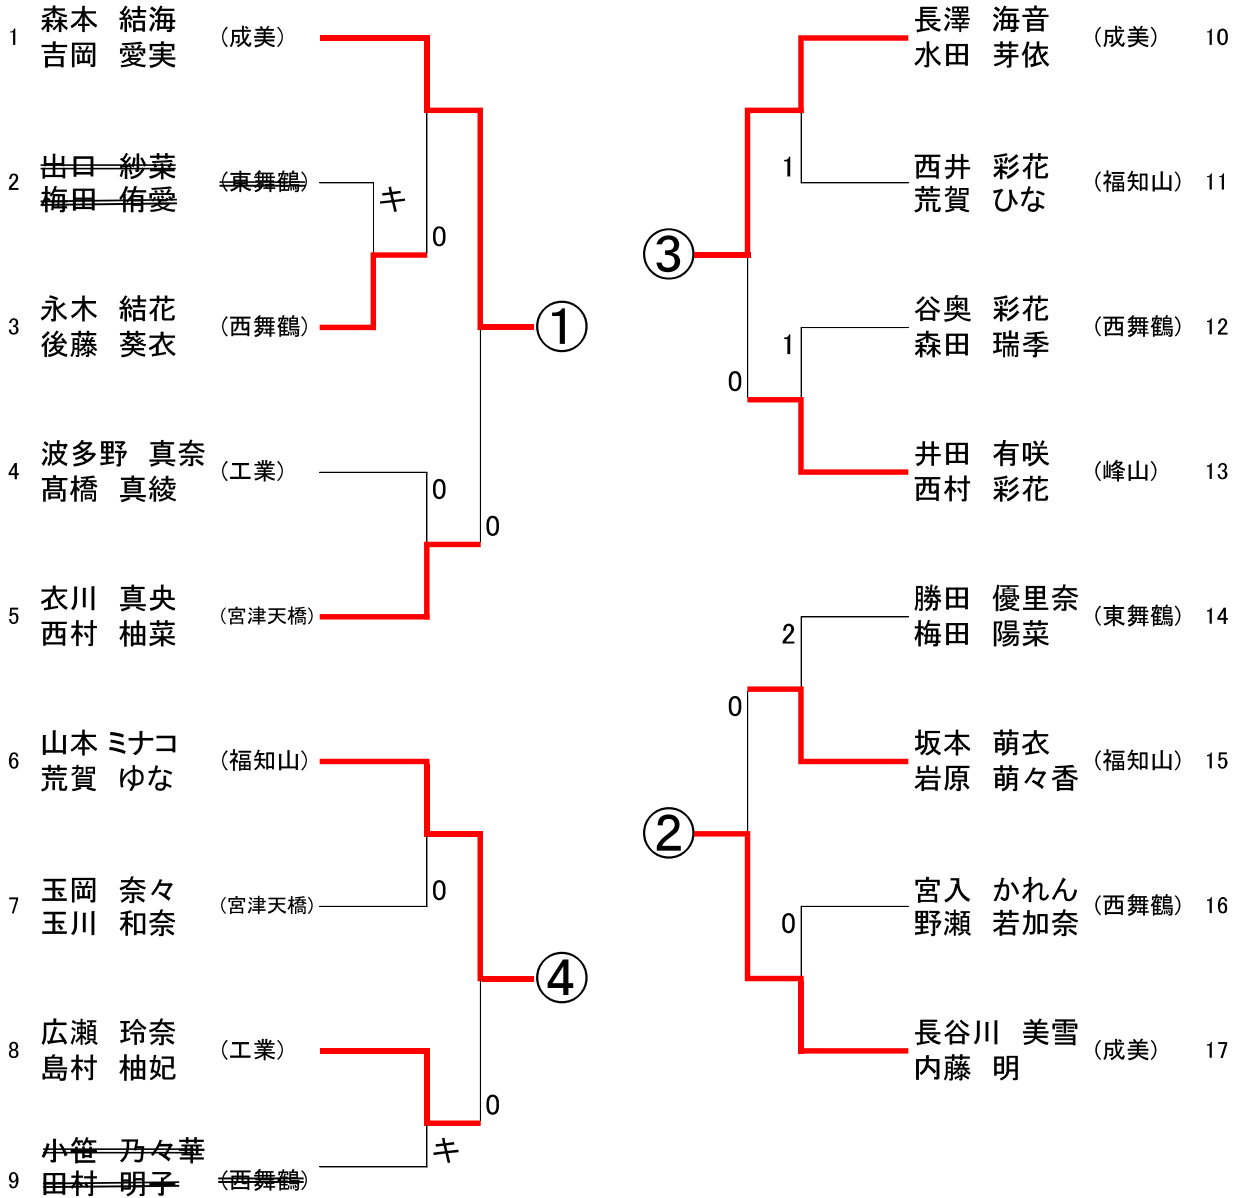 1 森本 結海 (成美)
吉岡 愛実
2 出口 紗菜 (東舞鶴)
梅田 侑愛
キ
0
3 永木 結花 (西舞鶴)
後藤 葵衣
①
4 波多野 真奈 (工業)
髙橋 真綾
0
0
5 衣川 真央 (宮津天橋)
西村 柚菜
6 山本 ミナコ (福知山)
荒賀 ゆな
7 玉岡 奈々 (宮津天橋)
玉川 和奈
0
④
8 広瀬 玲奈 (工業)
島村 柚妃
0
キ
9 小笹 乃々華 (西舞鶴)
田村 明子
長澤 海音 (成美) 10
水田 芽依
1
西井 彩花 (福知山) 11
荒賀 ひな
③
谷奥 彩花 (西舞鶴) 12
森田 瑞季
1
0
井田 有咲 (峰山) 13
西村 彩花
勝田 優里奈 (東舞鶴) 14
梅田 陽菜
2
0
坂本 萌衣 (福知山) 15
岩原 萌々香
②
宮入 かれん (西舞鶴) 16
野瀬 若加奈
0
長谷川 美雪 (成美) 17
内藤 明